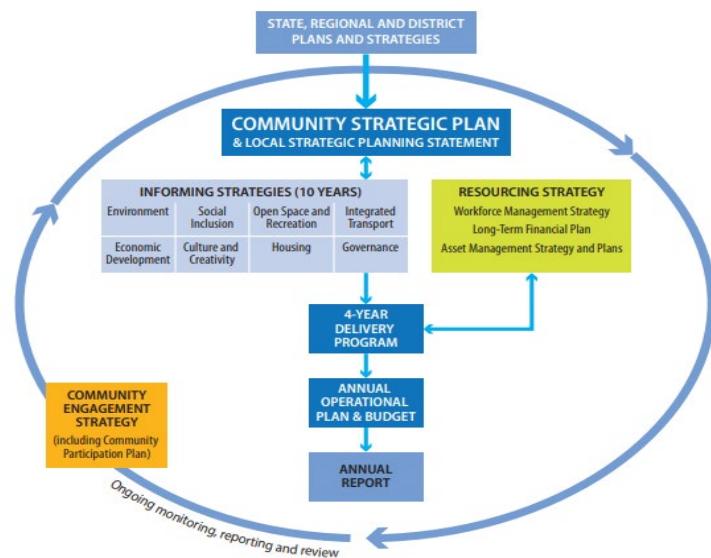 STATE, REGIONAL AND DISTRICT
PLANS AND STRATEGIES
COMMUNITY STRATEGIC PLAN
& LOCAL STRATEGIC PLANNING STATEMENT
INFORMING STRATEGIES (10 YEARS)
Environment
Social
Inclusion
Open Space and
Recreation
Integrated
Transport
Economic
Development
Culture and
Creativity
Housing
Governance
RESOURCING STRATEGY
Workforce Management Strategy
Long-Term Financial Plan
Asset Management Strategy and Plans
4-YEAR
DELIVERY
PROGRAM
ANNUAL
OPERATIONAL
PLAN & BUDGET
ANNUAL
REPORT
COMMUNITY
ENGAGEMENT
STRATEGY
(including Community
Participation Plan)
Ongoing monitoring, reporting and review